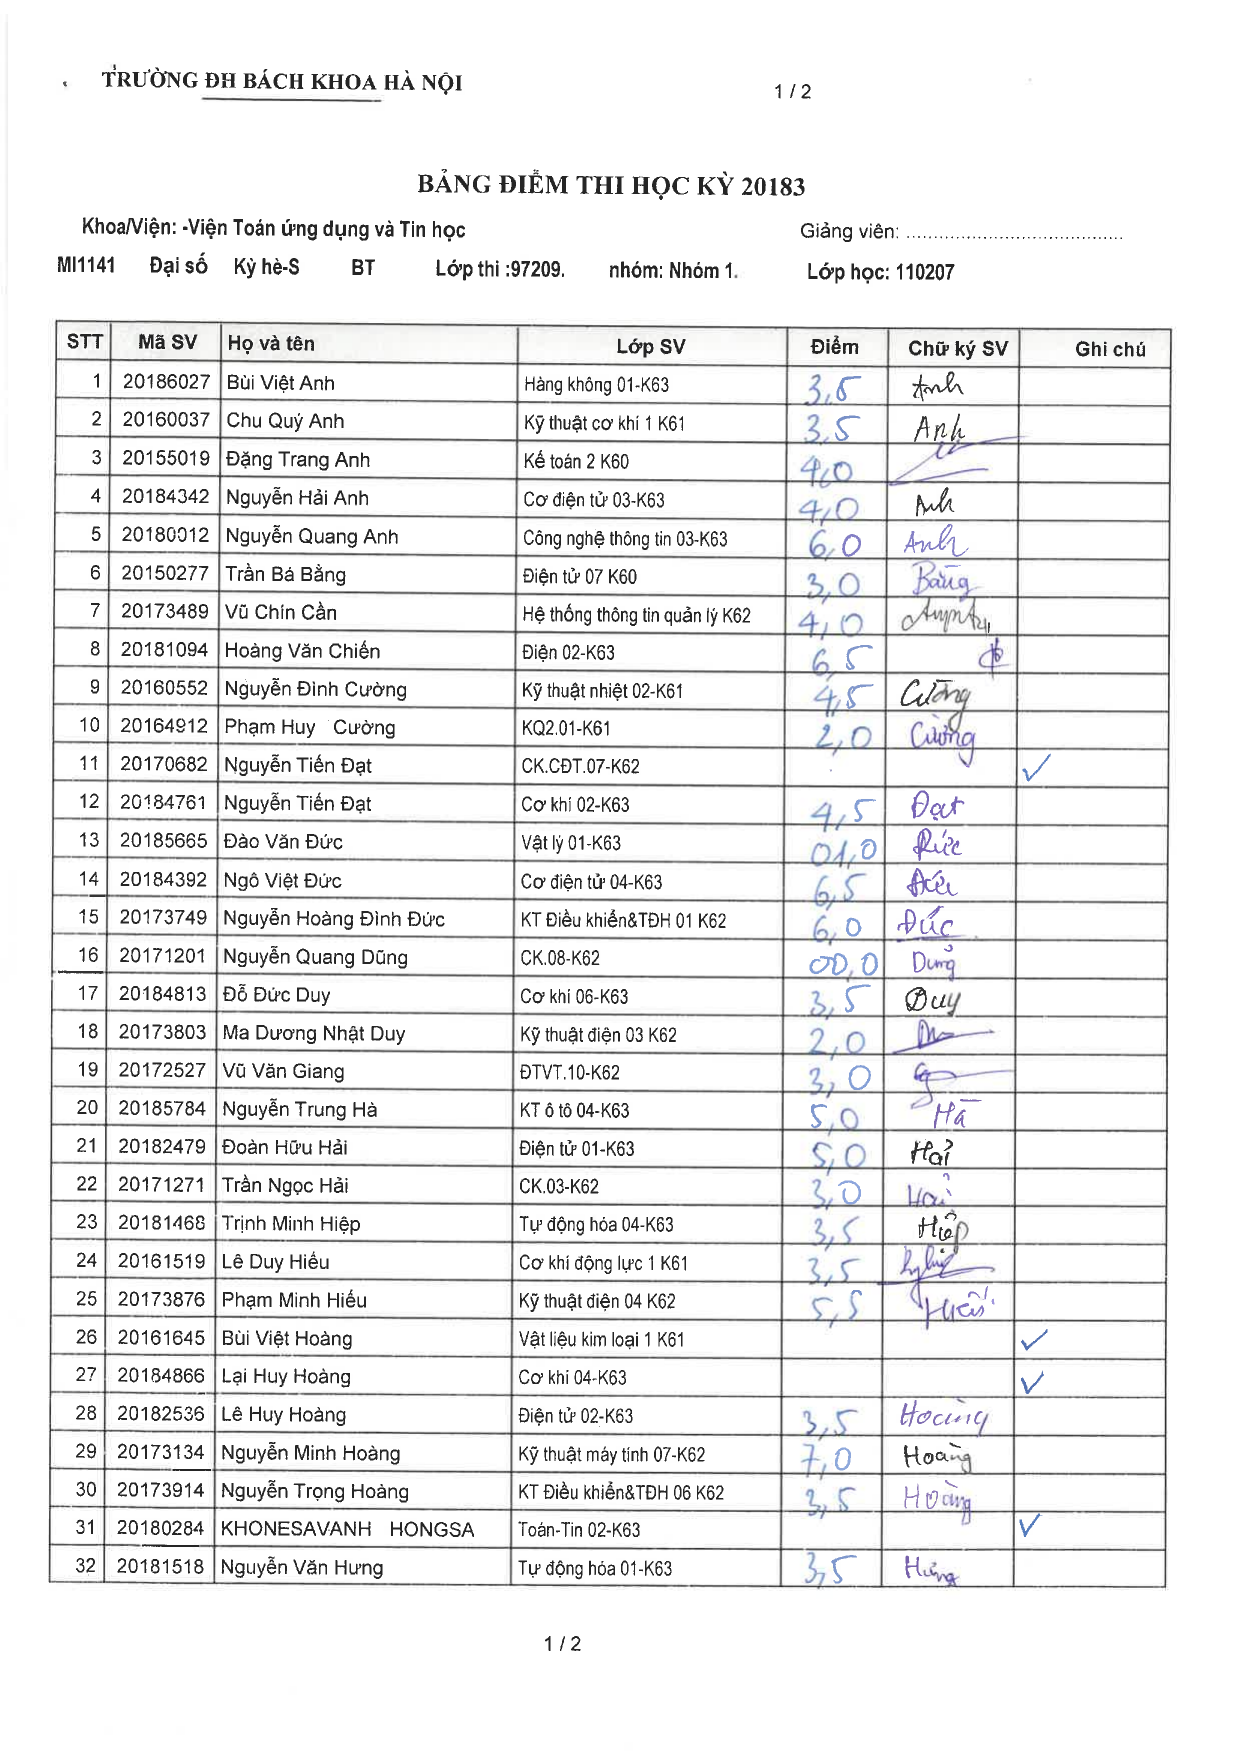 TRƯỜNG ĐH BÁCH KHOA HÀ NỘI
1 / 2
BẢNG ĐIỂM THI HỌC KỲ 20183
Khoa/Viện: -Viện Toán ứng dụng và Tin học Giảng viên: ........................................
MI1141 Đại số Kỳ hè-S BT Lớp thi :97209. nhóm: Nhóm 1. Lớp học: 110207
STT Mã SV Họ và tên Lớp SV Điểm Chữ ký SV Ghi chú
1 20186027 Bùi Việt Anh Hàng không 01-K63 3,5 Anh
2 20160037 Chu Quý Anh Kỹ thuật cơ khí 1 K61 3,5 Anh
3 20155019 Đặng Trang Anh Kế toán 2 K60 4,0
4 20184342 Nguyễn Hải Anh Cơ điện tử 03-K63 4,0 Anh
5 20180012 Nguyễn Quang Anh Công nghệ thông tin 03-K63 6,0 Anh
6 20150277 Trần Bá Bằng Điện tử 07 K60 3,0 Bằng
7 20173489 Vũ Chín Cần Hệ thống thông tin quản lý K62 4,0
8 20181094 Hoàng Văn Chiến Điện 02-K63 6,5
9 20160552 Nguyễn Đình Cường Kỹ thuật nhiệt 02-K61 4,5 Cường
10 20164912 Phạm Huy Cường KQ2.01-K61 2,0 Cường
11 20170682 Nguyễn Tiến Đạt CK.CĐT.07-K62 ✓
12 20184761 Nguyễn Tiến Đạt Cơ khí 02-K63 4,5 Đạt
13 20185665 Đào Văn Đức Vật lý 01-K63 01,0 Đức
14 20184392 Ngô Việt Đức Cơ điện tử 04-K63 6,5 Đức
15 20173749 Nguyễn Hoàng Đình Đức KT Điều khiển&TĐH 01 K62 6,0 Đức
16 20171201 Nguyễn Quang Dũng CK.08-K62 00,0 Dũng
17 20184813 Đỗ Đức Duy Cơ khí 06-K63 3,5 Duy
18 20173803 Ma Dương Nhật Duy Kỹ thuật điện 03 K62 2,0
19 20172527 Vũ Văn Giang ĐTVT.10-K62 3,0
20 20185784 Nguyễn Trung Hà KT ô tô 04-K63 5,0 Hà
21 20182479 Đoàn Hữu Hải Điện tử 01-K63 5,0 Hải
22 20171271 Trần Ngọc Hải CK.03-K62 3,0 Hải
23 20181468 Trịnh Minh Hiệp Tự động hóa 04-K63 3,5 Hiệp
24 20161519 Lê Duy Hiếu Cơ khí động lực 1 K61 3,5
25 20173876 Phạm Minh Hiếu Kỹ thuật điện 04 K62 5,5 Hiếu
26 20161645 Bùi Việt Hoàng Vật liệu kim loại 1 K61 ✓
27 20184866 Lại Huy Hoàng Cơ khí 04-K63 ✓
28 20182536 Lê Huy Hoàng Điện tử 02-K63 3,5 Hoàng
29 20173134 Nguyễn Minh Hoàng Kỹ thuật máy tính 07-K62 7,0 Hoàng
30 20173914 Nguyễn Trọng Hoàng KT Điều khiển&TĐH 06 K62 3,5 Hoàng
31 20180284 KHONESAVANH HONGSA Toán-Tin 02-K63 ✓
32 20181518 Nguyễn Văn Hưng Tự động hóa 01-K63 3,5 Hưng
1 / 2